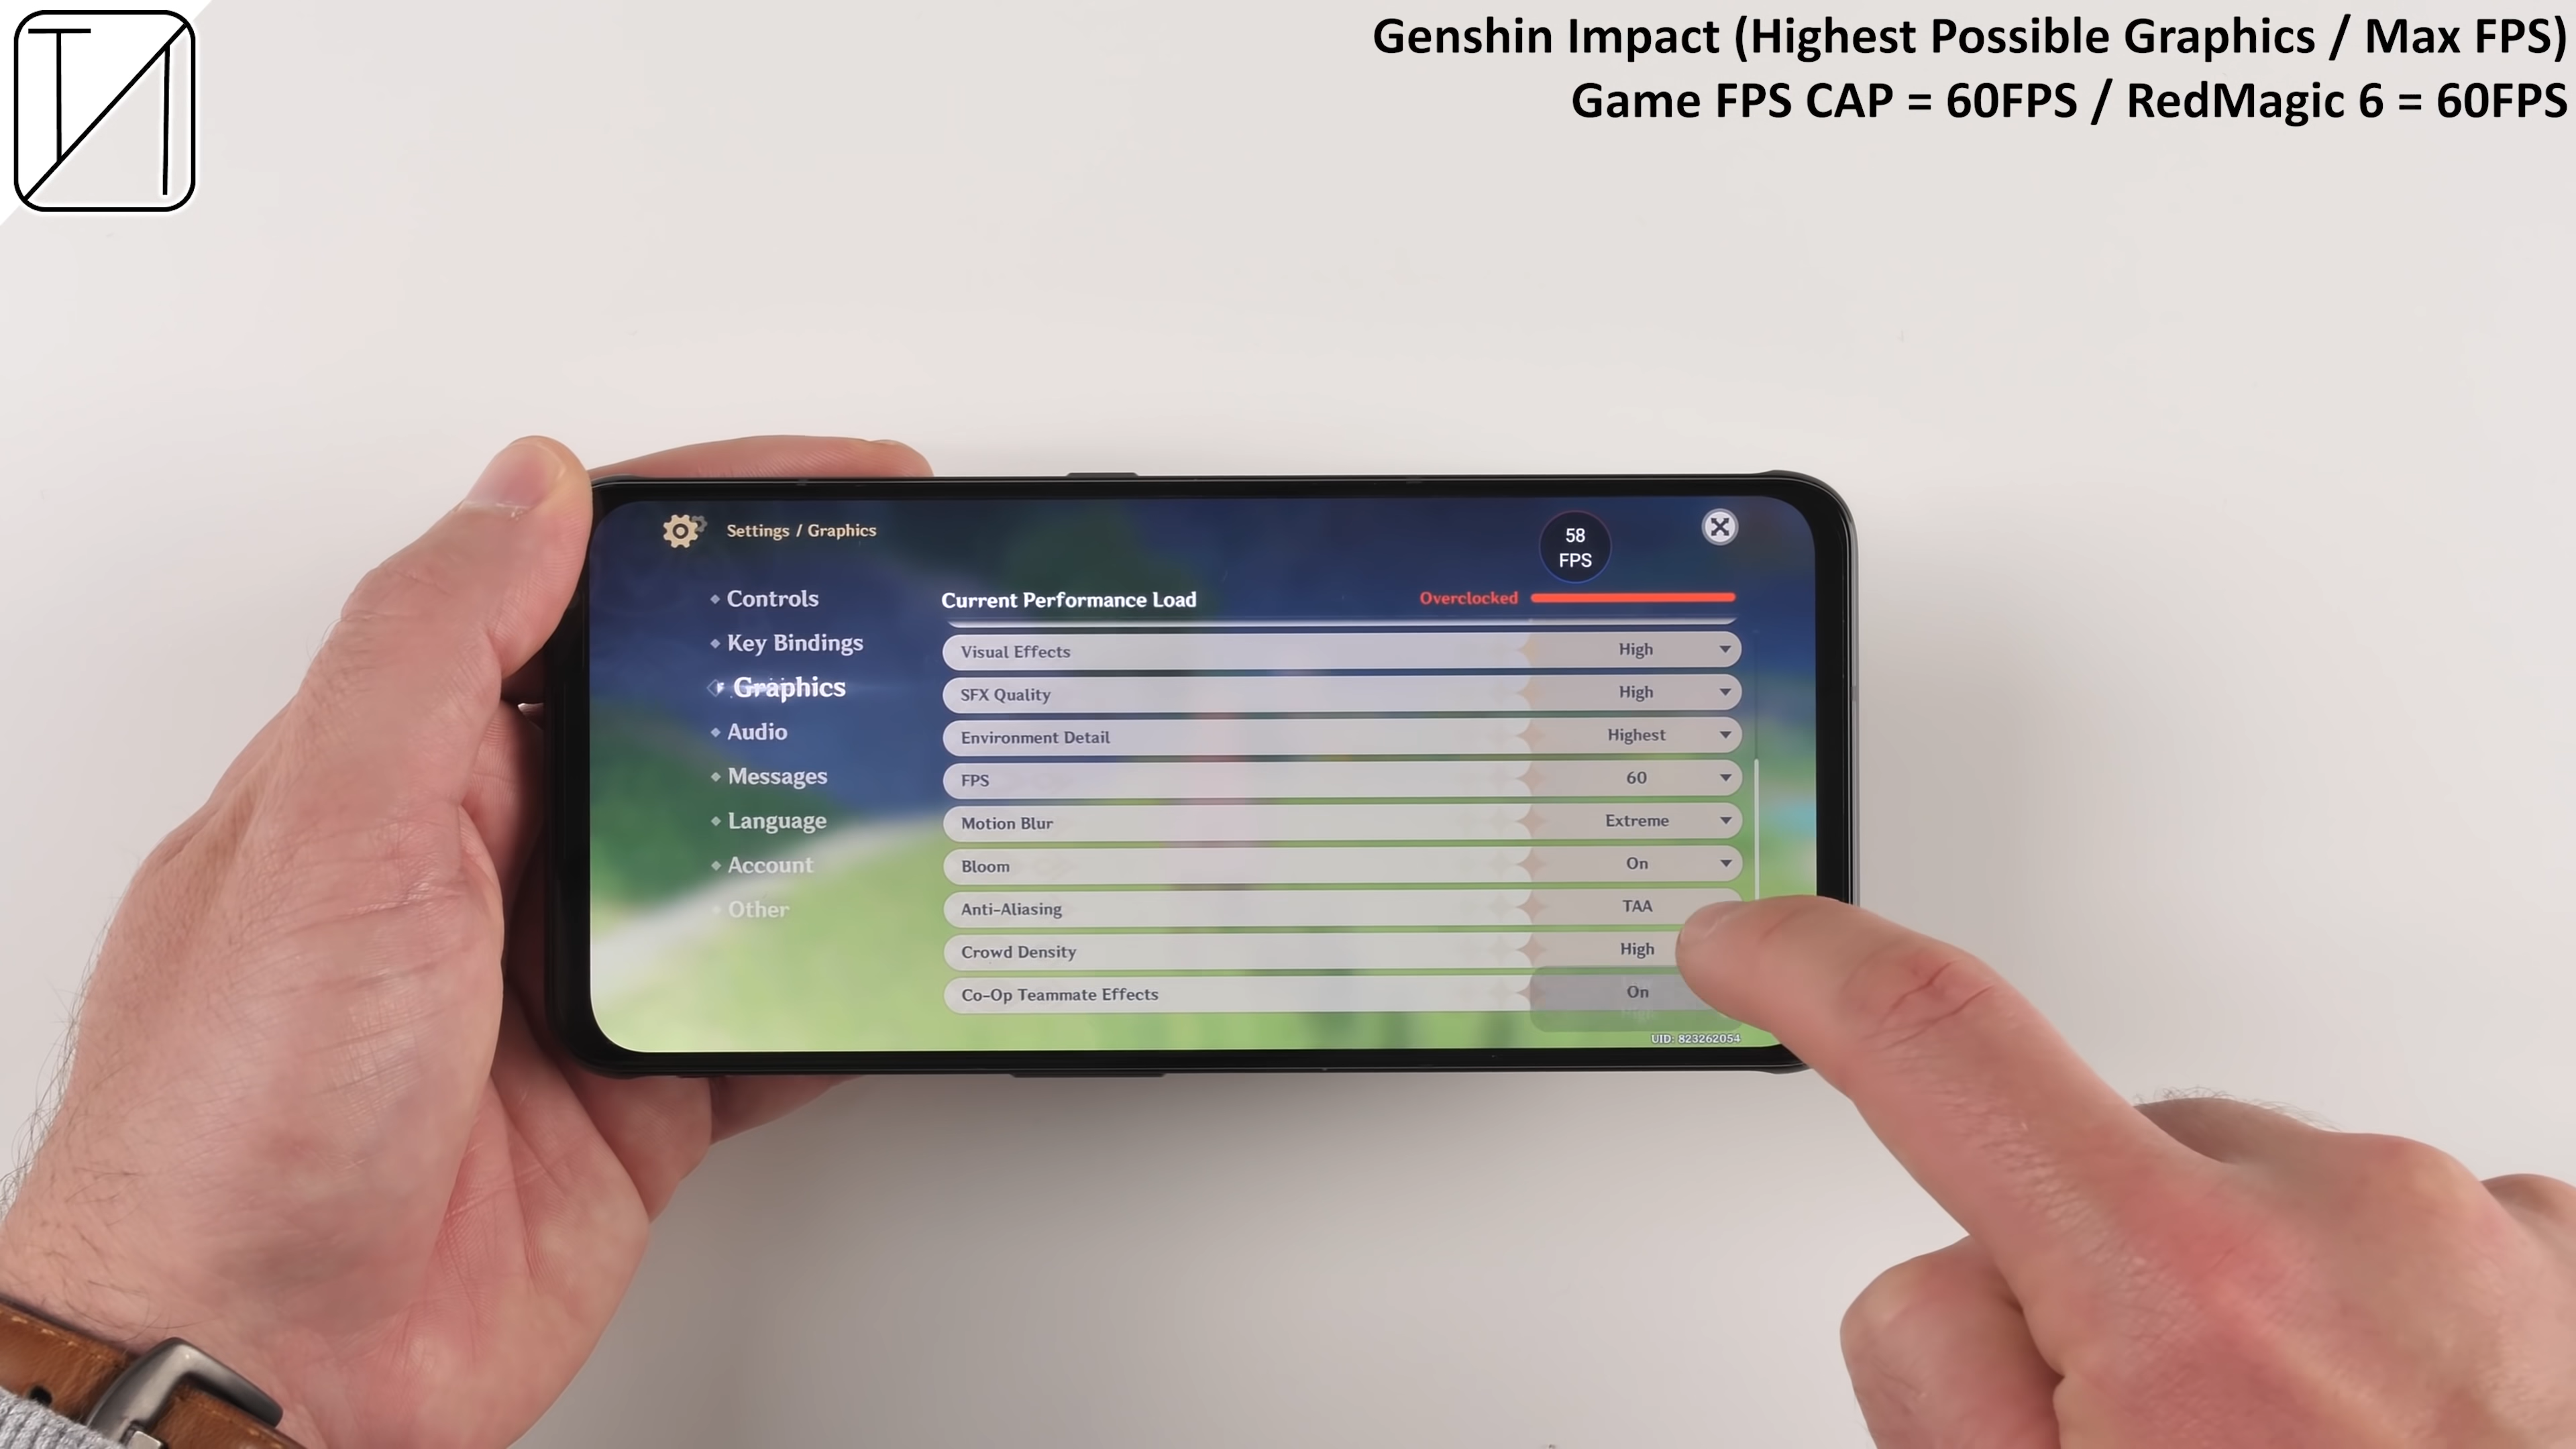 Genshin Impact (Highest Possible Graphics / Max FPS)
Game FPS CAP = 60FPS / RedMagic 6 = 60FPS
Settings / Graphics
58
FPS
Controls
Key Bindings
Graphics
Audio
Messages
Language
Account
Other
Current Performance Load
Overclocked
Visual Effects High
SFX Quality High
Environment Detail Highest
FPS 60
Motion Blur Extreme
Bloom On
Anti-Aliasing TAA
Crowd Density High
Co-Op Teammate Effects On
UID: 823262054